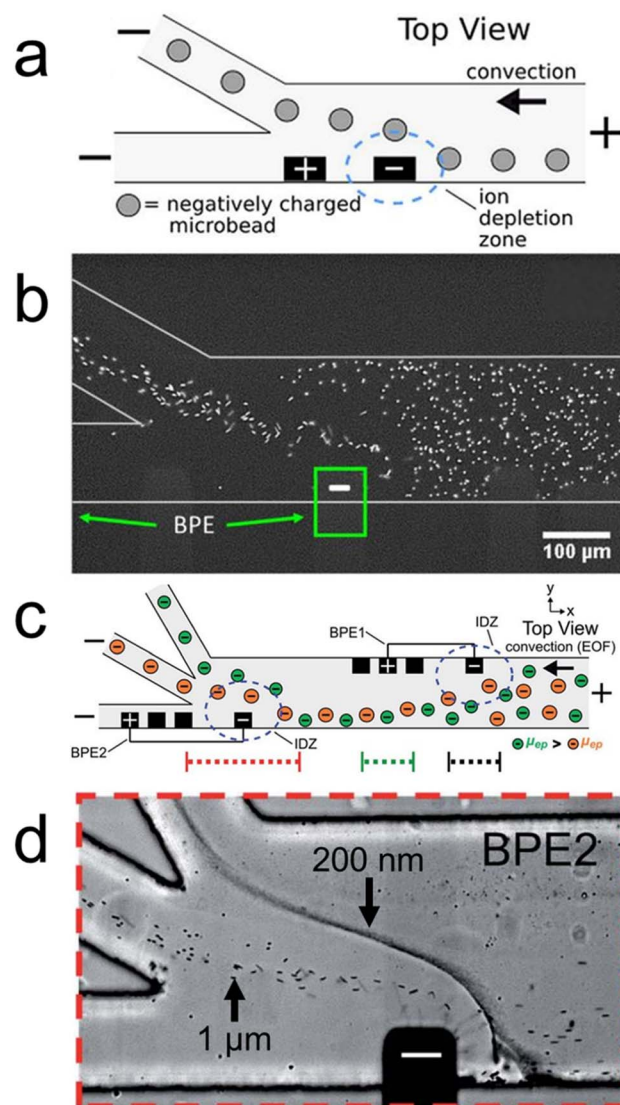 a
Top View
convection
−
+
−
+
−
= negatively charged
microbead
ion
depletion
zone
b
BPE
100 µm
c
y
x
IDZ
Top View
convection (EOF)
BPE1
−
−
−
+
−
+
+
−
BPE2
IDZ
μep > μep
d
BPE2
200 nm
1 µm